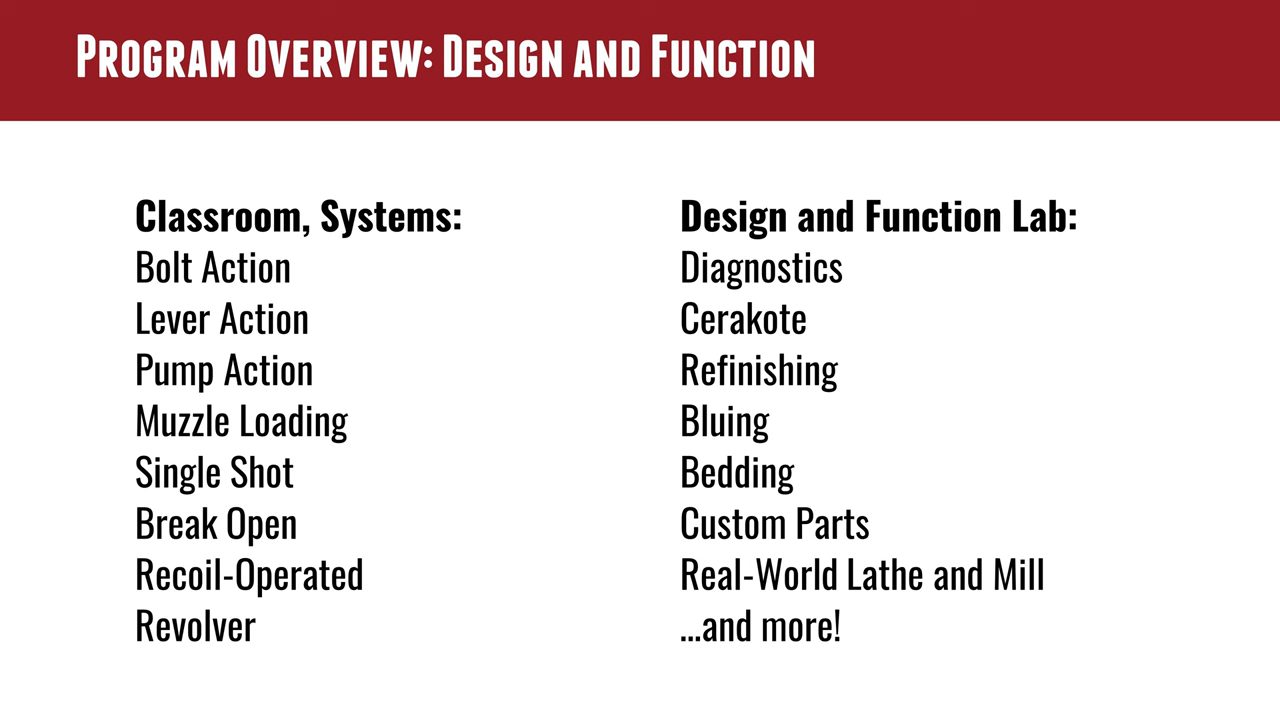 Program Overview: Design and Function
Classroom, Systems:
Bolt Action
Lever Action
Pump Action
Muzzle Loading
Single Shot
Break Open
Recoil-Operated
Revolver
Design and Function Lab:
Diagnostics
Cerakote
Refinishing
Bluing
Bedding
Custom Parts
Real-World Lathe and Mill
...and more!